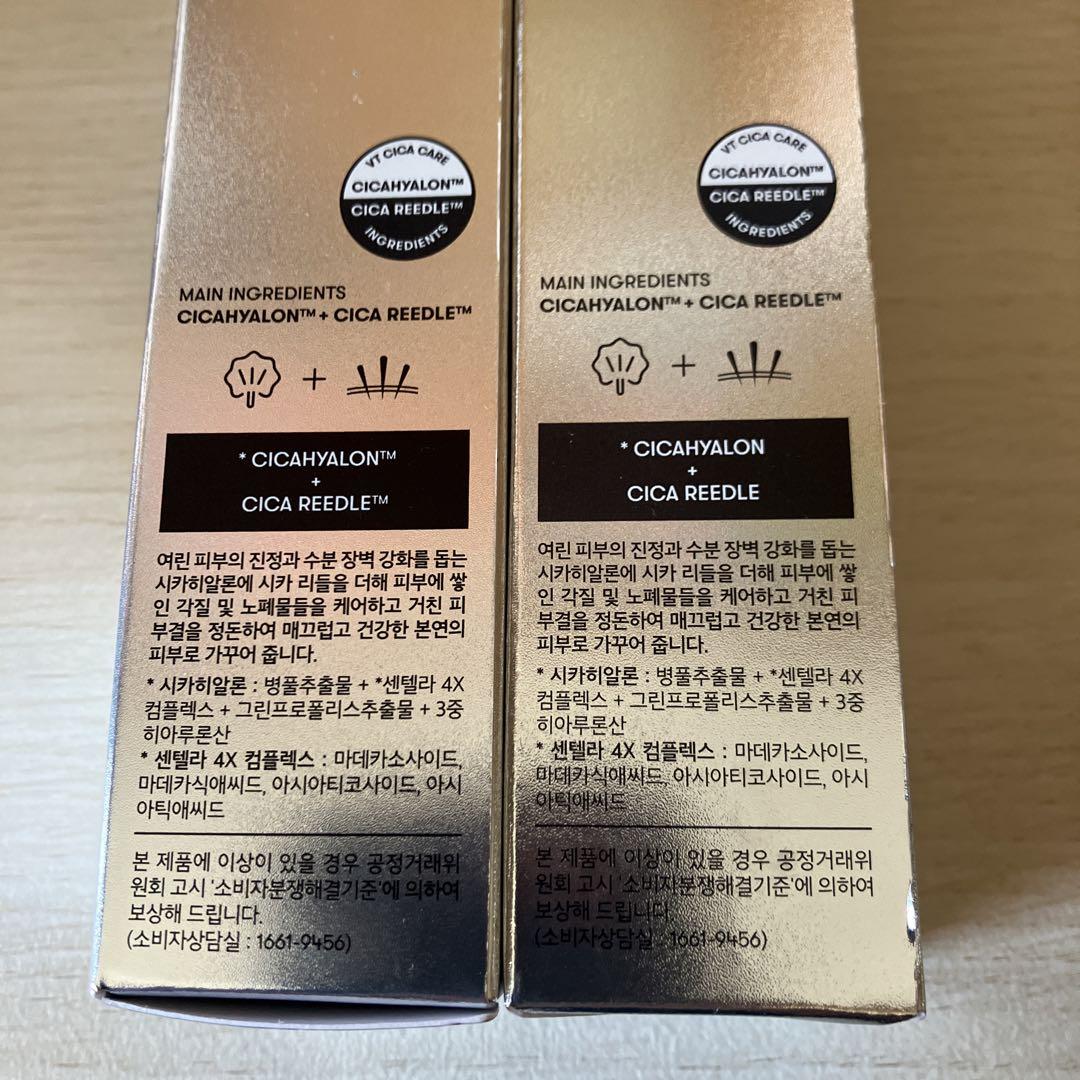 VT CICA CARE
CICAHYALON™
CICA REEDLE™
INGREDIENTS
MAIN INGREDIENTS
CICAHYALON™ + CICA REEDLE™
+
* CICAHYALON™
+
CICA REEDLE™
여린 피부의 진정과 수분 장벽 강화를 돕는
시카히알론에 시카 리들을 더해 피부에 쌓
인 각질 및 노폐물들을 케어하고 거친 피
부결을 정돈하여 매끄럽고 건강한 본연의
피부로 가꾸어 줍니다.
* 시카히알론 : 병풀추출물 + *센텔라 4X
컴플렉스 + 그린프로폴리스추출물 + 3중
히아루론산
* 센텔라 4X 컴플렉스 : 마데카소사이드,
마데카식애씨드, 아시아티코사이드, 아시
아틱애씨드
본 제품에 이상이 있을 경우 공정거래위
원회 고시 '소비자분쟁해결기준'에 의하여
보상해 드립니다.
(소비자상담실 : 1661-9456)
VT CICA CARE
CICAHYALON™
CICA REEDLE™
INGREDIENTS
MAIN INGREDIENTS
CICAHYALON™ + CICA REEDLE™
+
* CICAHYALON
+
CICA REEDLE
여린 피부의 진정과 수분 장벽 강화를 돕는
시카히알론에 시카 리들을 더해 피부에 쌓
인 각질 및 노폐물들을 케어하고 거친 피
부결을 정돈하여 매끄럽고 건강한 본연의
피부로 가꾸어 줍니다.
* 시카히알론 : 병풀추출물 + *센텔라 4X
컴플렉스 + 그린프로폴리스추출물 + 3중
히아루론산
* 센텔라 4X 컴플렉스 : 마데카소사이드,
마데카식애씨드, 아시아티코사이드, 아시
아틱애씨드
본 제품에 이상이 있을 경우 공정거래위
원회 고시 '소비자분쟁해결기준'에 의하여
보상해 드립니다.
(소비자상담실 : 1661-9456)